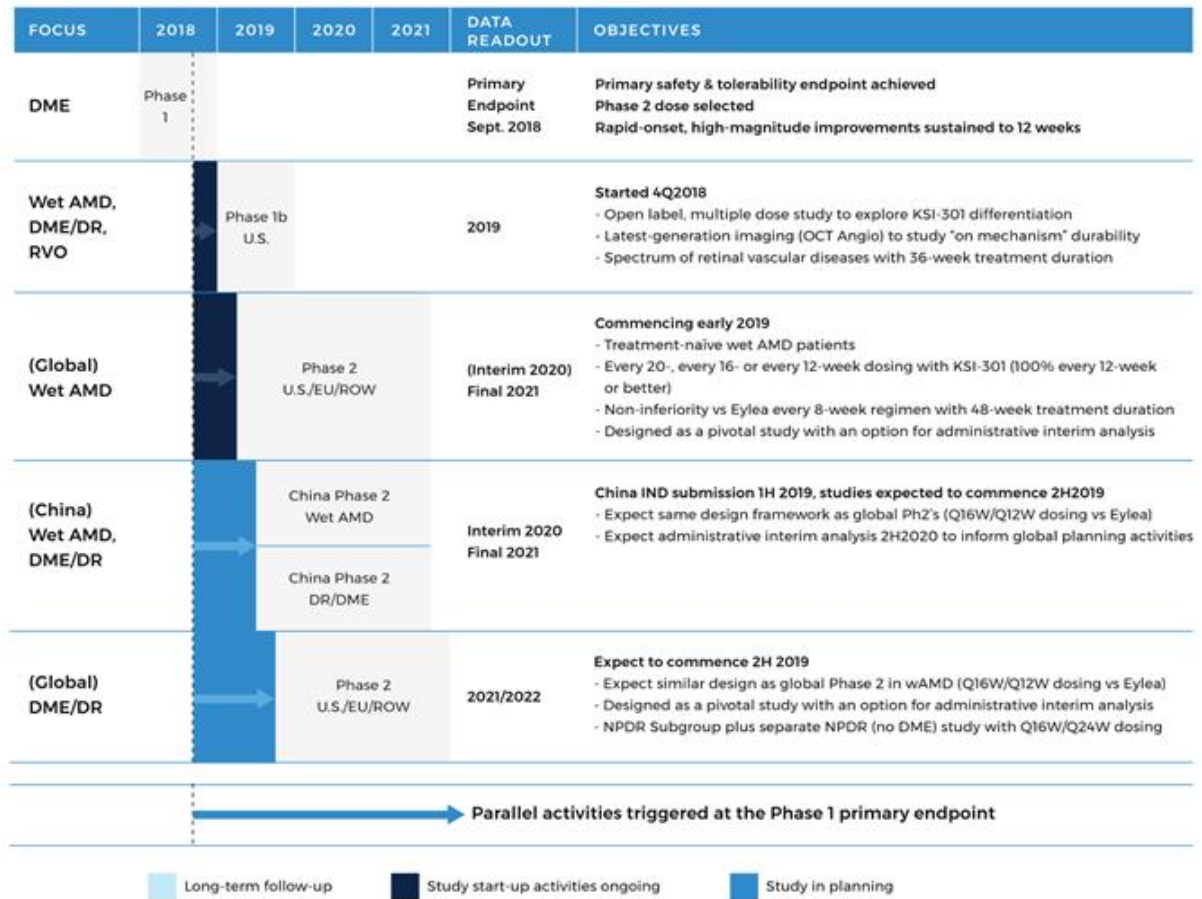 FOCUS 2018 2019 2020 2021 DATA READOUT OBJECTIVES
DME
Phase
1
Primary
Endpoint
Sept. 2018
Primary safety & tolerability endpoint achieved
Phase 2 dose selected
Rapid-onset, high-magnitude improvements sustained to 12 weeks
Wet AMD,
DME/DR,
RVO
Phase 1b
U.S.
2019
Started 4Q2018
- Open label, multiple dose study to explore KSI-301 differentiation
- Latest-generation imaging (OCT Angio) to study "on mechanism" durability
- Spectrum of retinal vascular diseases with 36-week treatment duration
(Global)
Wet AMD
Phase 2
U.S./EU/ROW
(Interim 2020)
Final 2021
Commencing early 2019
- Treatment-naïve wet AMD patients
- Every 20-, every 16- or every 12-week dosing with KSI-301 (100% every 12-week
or better)
- Non-inferiority vs Eylea every 8-week regimen with 48-week treatment duration
- Designed as a pivotal study with an option for administrative interim analysis
(China)
Wet AMD,
DME/DR
China Phase 2
Wet AMD
China Phase 2
DR/DME
Interim 2020
Final 2021
China IND submission 1H 2019, studies expected to commence 2H2019
- Expect same design framework as global Ph2's (Q16W/Q12W dosing vs Eylea)
- Expect administrative interim analysis 2H2020 to inform global planning activities
(Global)
DME/DR
Phase 2
U.S./EU/ROW
2021/2022
Expect to commence 2H 2019
- Expect similar design as global Phase 2 in wAMD (Q16W/Q12W dosing vs Eylea)
- Designed as a pivotal study with an option for administrative interim analysis
- NPDR Subgroup plus separate NPDR (no DME) study with Q16W/Q24W dosing
Parallel activities triggered at the Phase 1 primary endpoint
Long-term follow-up
Study start-up activities ongoing
Study in planning